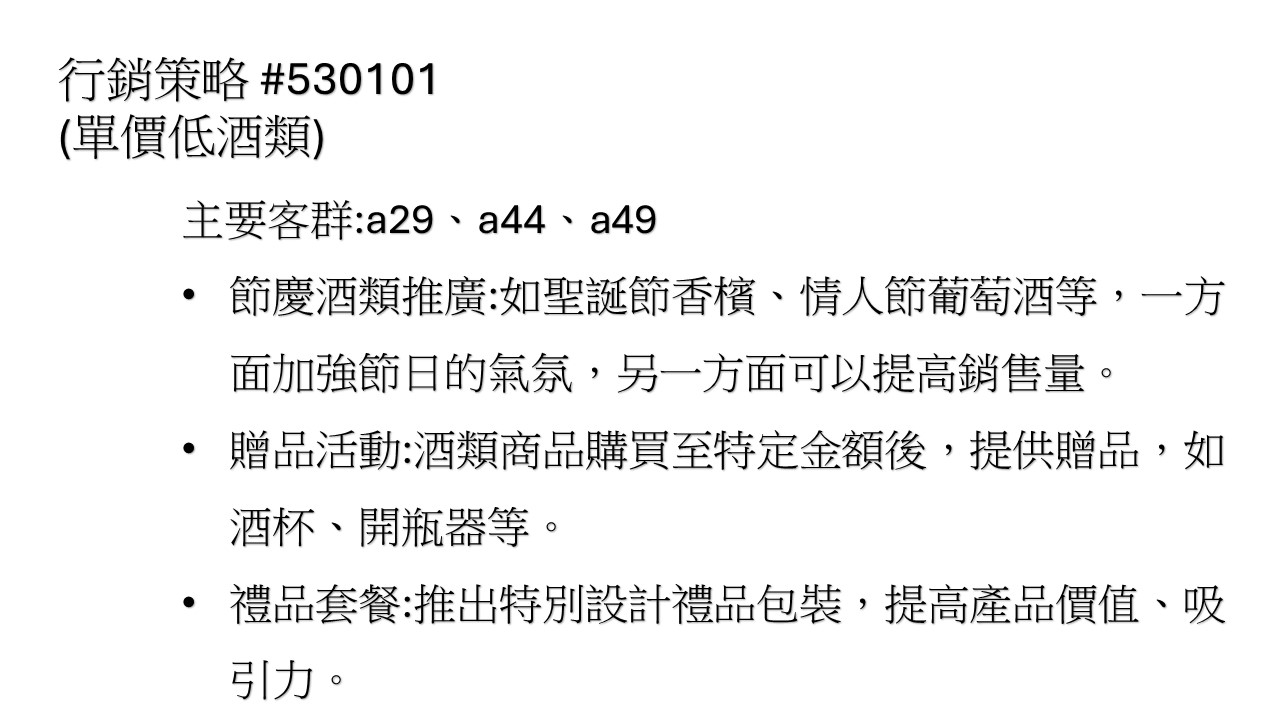 行銷策略 #530101
(單價低酒類)
主要客群:a29、a44、a49
• 節慶酒類推廣:如聖誕節香檳、情人節葡萄酒等，一方
面加強節日的氣氛，另一方面可以提高銷售量。
• 贈品活動:酒類商品購買至特定金額後，提供贈品，如
酒杯、開瓶器等。
• 禮品套餐:推出特別設計禮品包裝，提高產品價值、吸
引力。